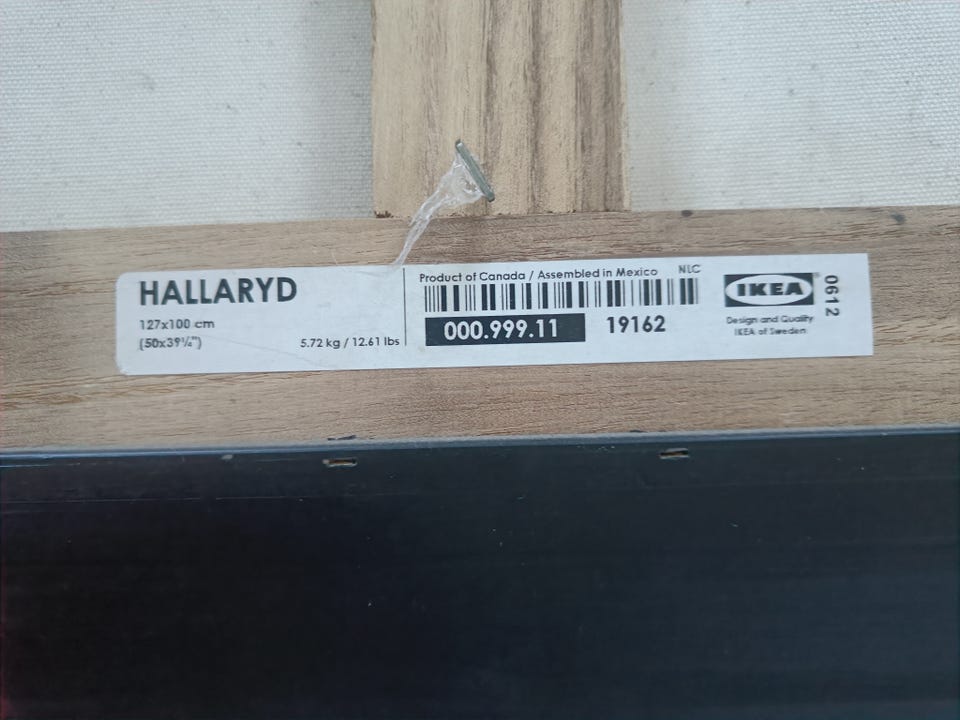 HALLARYD
127x100 cm
(50x39¼")
5.72 kg / 12.61 lbs
Product of Canada / Assembled in Mexico NLC
000.999.11 19162
IKEA®
Design and Quality
IKEA of Sweden
0612